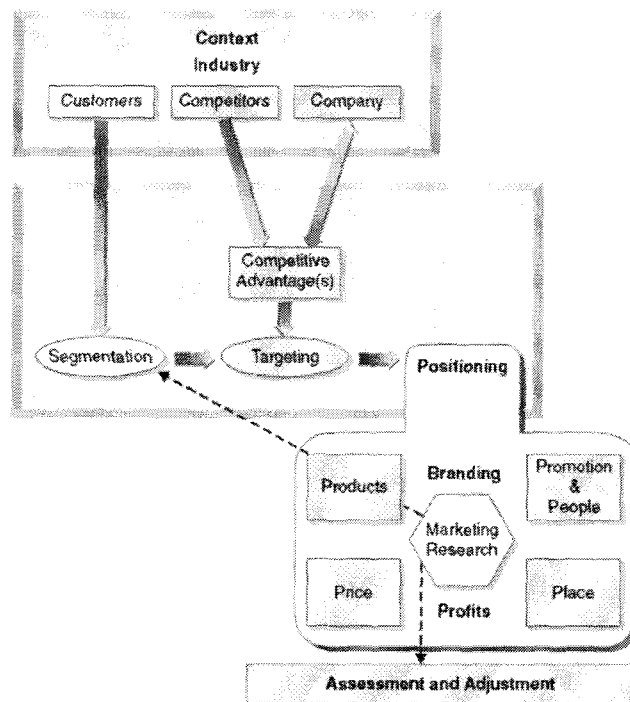 Context
Industry
Customers
Competitors
Company
Competitive
Advantage(s)
Segmentation
Targeting
Positioning
Products
Branding
Promotion
&
People
Marketing
Research
Price
Profits
Place
Assessment and Adjustment